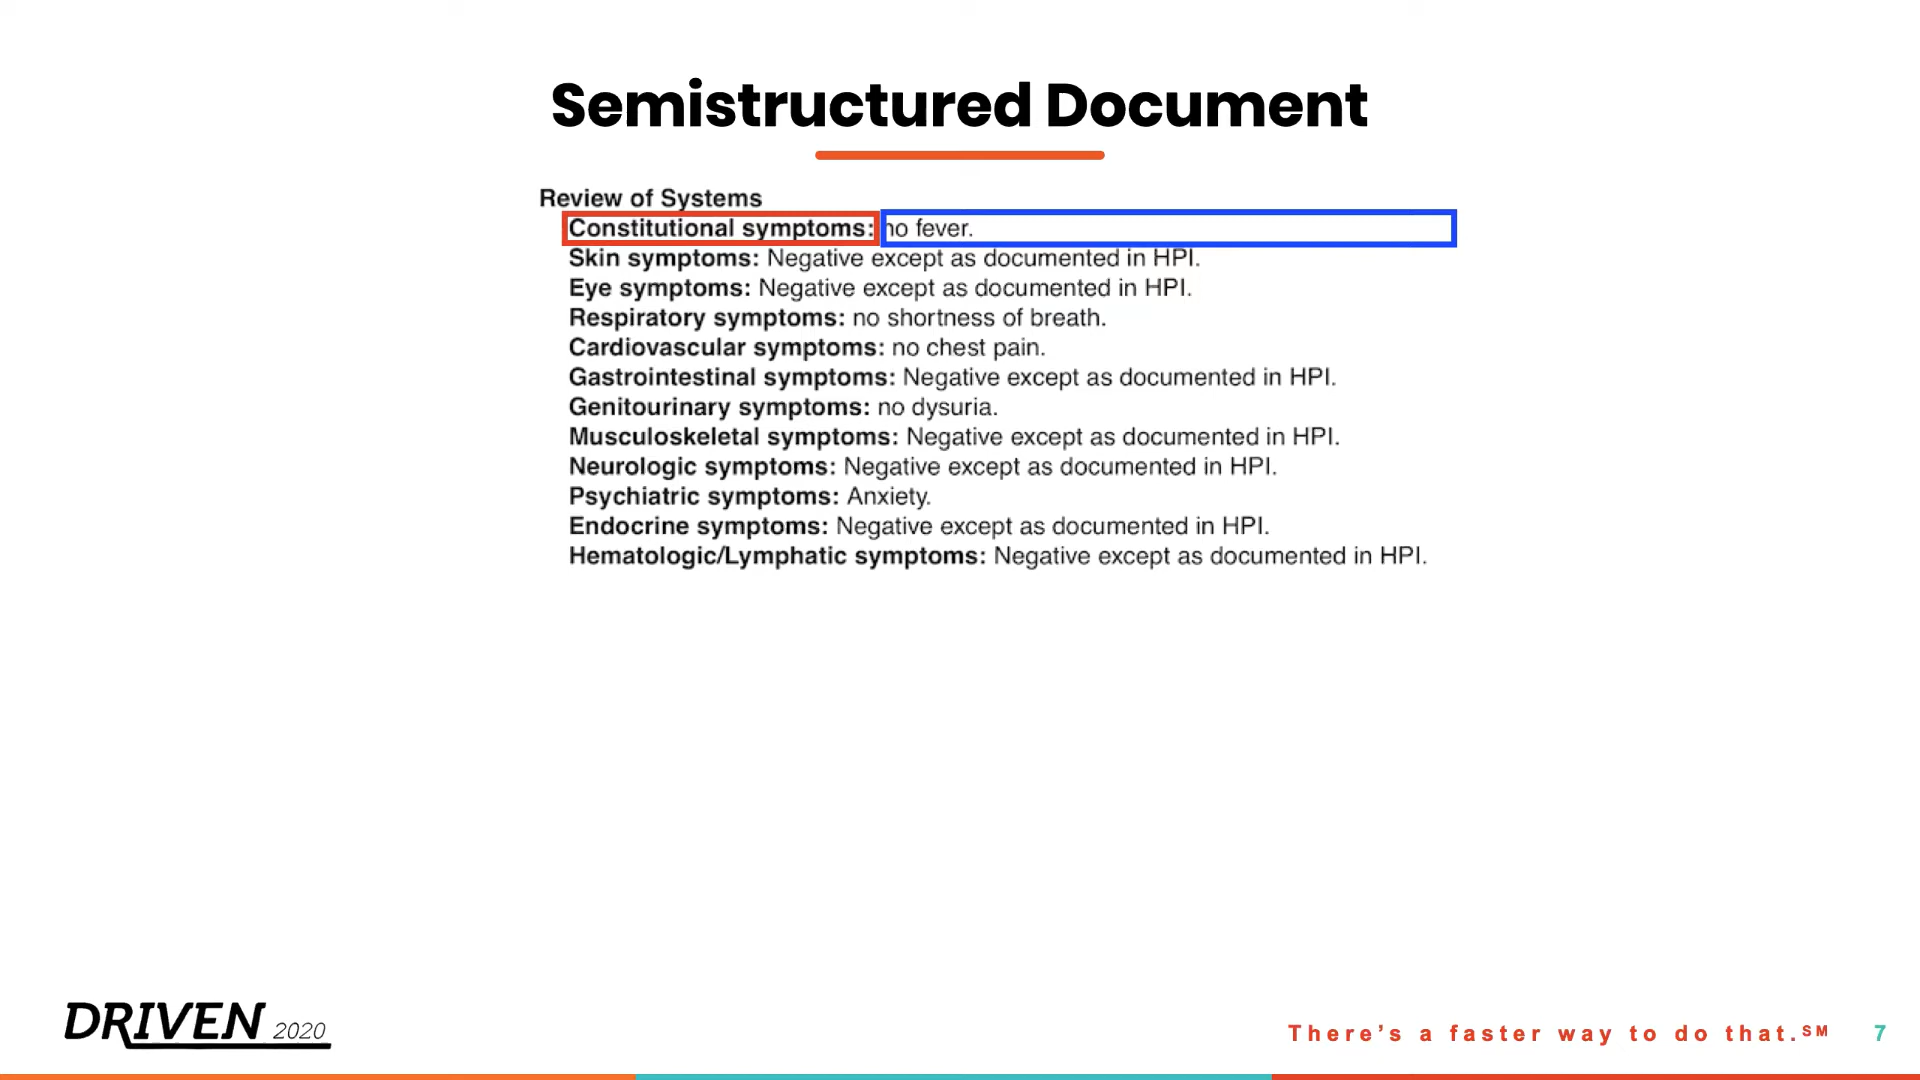 Semistructured Document
Review of Systems
Constitutional symptoms: no fever.
Skin symptoms: Negative except as documented in HPI.
Eye symptoms: Negative except as documented in HPI.
Respiratory symptoms: no shortness of breath.
Cardiovascular symptoms: no chest pain.
Gastrointestinal symptoms: Negative except as documented in HPI.
Genitourinary symptoms: no dysuria.
Musculoskeletal symptoms: Negative except as documented in HPI.
Neurologic symptoms: Negative except as documented in HPI.
Psychiatric symptoms: Anxiety.
Endocrine symptoms: Negative except as documented in HPI.
Hematologic/Lymphatic symptoms: Negative except as documented in HPI.
DRIVEN 2020
There's a faster way to do that.℠ 7